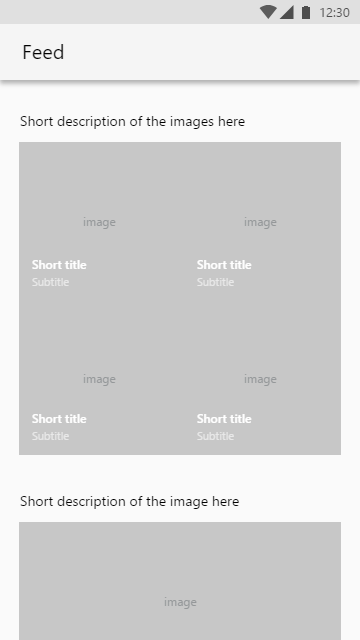 12:30
Feed
Short description of the images here
image image
Short title Short title
Subtitle Subtitle
image image
Short title Short title
Subtitle Subtitle
Short description of the image here
image